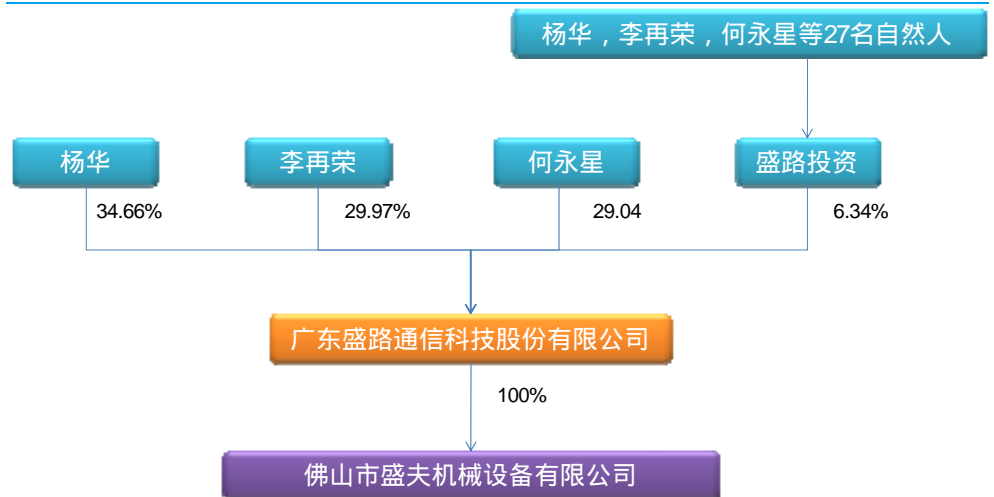 杨华，李再荣，何永星等27名自然人
杨华
李再荣
何永星
盛路投资
34.66%
29.97%
29.04
6.34%
广东盛路通信科技股份有限公司
100%
佛山市盛夫机械设备有限公司